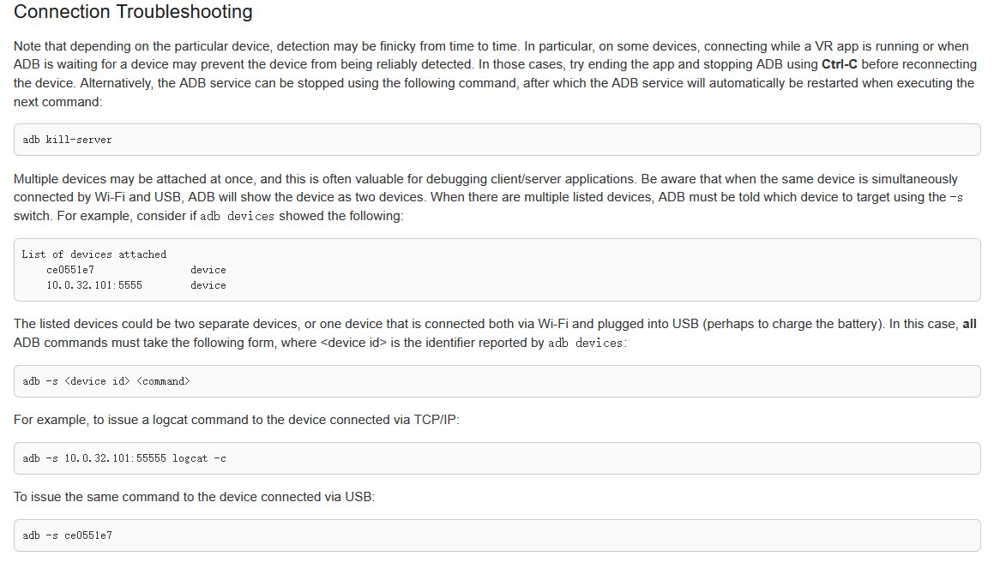 Connection Troubleshooting
Note that depending on the particular device, detection may be finicky from time to time. In particular, on some devices, connecting while a VR app is running or when
ADB is waiting for a device may prevent the device from being reliably detected. In those cases, try ending the app and stopping ADB using Ctrl-C before reconnecting
the device. Alternatively, the ADB service can be stopped using the following command, after which the ADB service will automatically be restarted when executing the
next command:
adb kill-server
Multiple devices may be attached at once, and this is often valuable for debugging client/server applications. Be aware that when the same device is simultaneously
connected by Wi-Fi and USB, ADB will show the device as two devices. When there are multiple listed devices, ADB must be told which device to target using the -s
switch. For example, consider if adb devices showed the following:
List of devices attached
ce0551e7 device
10.0.32.101:5555 device
The listed devices could be two separate devices, or one device that is connected both via Wi-Fi and plugged into USB (perhaps to charge the battery). In this case, all
ADB commands must take the following form, where <device id> is the identifier reported by adb devices:
adb -s <device id> <command>
For example, to issue a logcat command to the device connected via TCP/IP:
adb -s 10.0.32.101:55555 logcat -c
To issue the same command to the device connected via USB:
adb -s ce0551e7